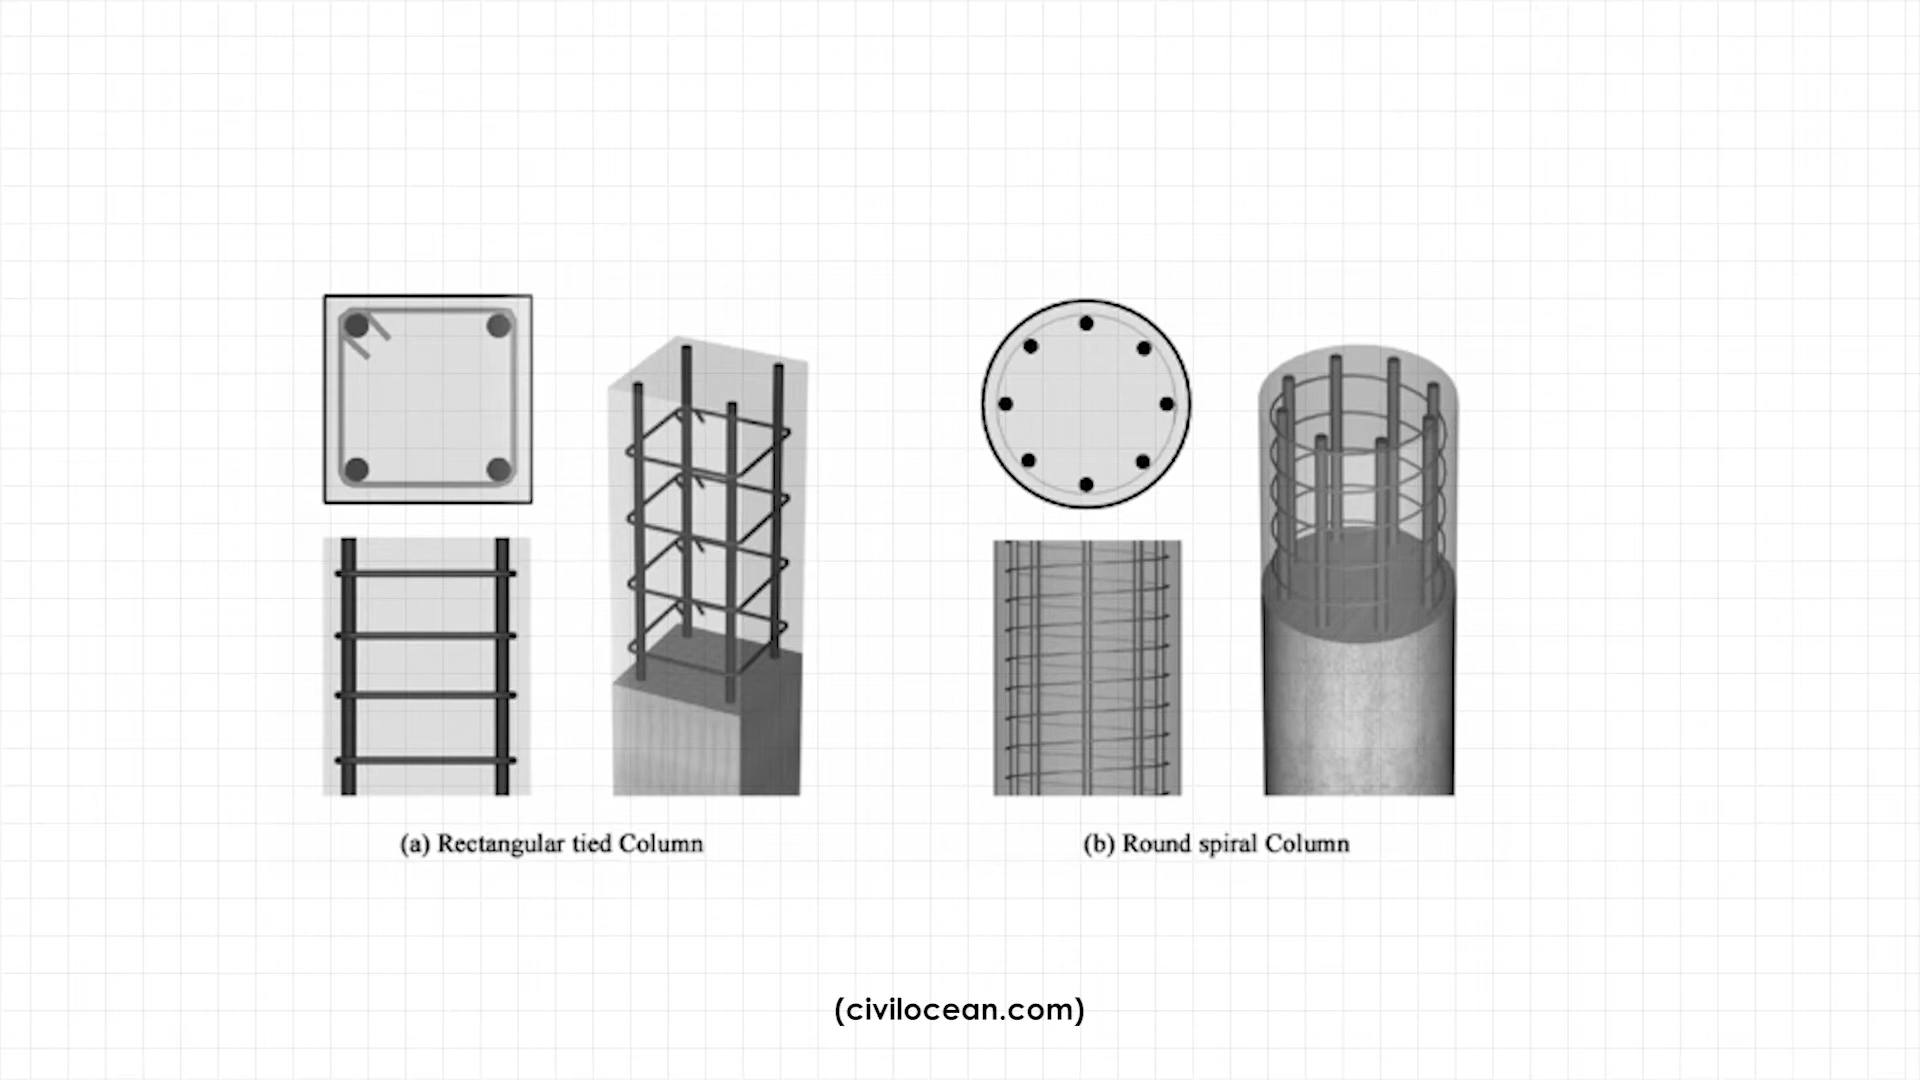 (a) Rectangular tied Column
(b) Round spiral Column
(civilocean.com)